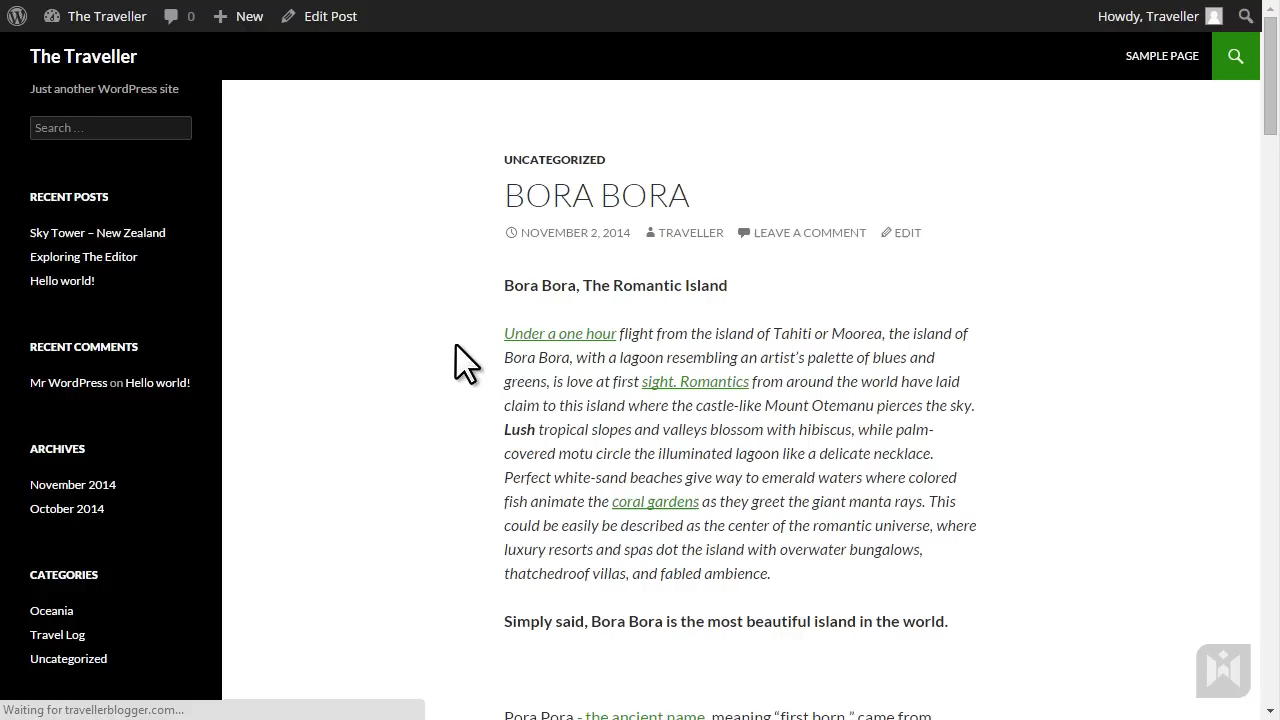 The Traveller 0 New Edit Post Howdy, Traveller
The Traveller SAMPLE PAGE
Just another WordPress site
Search ...
RECENT POSTS
Sky Tower – New Zealand
Exploring The Editor
Hello world!
RECENT COMMENTS
Mr WordPress on Hello world!
ARCHIVES
November 2014
October 2014
CATEGORIES
Oceania
Travel Log
Uncategorized
UNCATEGORIZED
BORA BORA
NOVEMBER 2, 2014 TRAVELLER LEAVE A COMMENT EDIT
Bora Bora, The Romantic Island
Under a one hour flight from the island of Tahiti or Moorea, the island of
Bora Bora, with a lagoon resembling an artist's palette of blues and
greens, is love at first sight. Romantics from around the world have laid
claim to this island where the castle-like Mount Otemanu pierces the sky.
Lush tropical slopes and valleys blossom with hibiscus, while palm-
covered motu circle the illuminated lagoon like a delicate necklace.
Perfect white-sand beaches give way to emerald waters where colored
fish animate the coral gardens as they greet the giant manta rays. This
could be easily be described as the center of the romantic universe, where
luxury resorts and spas dot the island with overwater bungalows,
thatchedroof villas, and fabled ambience.
Simply said, Bora Bora is the most beautiful island in the world.
Pora Pora - the ancient name, meaning “first born,” came from
Waiting for travellerblogger.com...